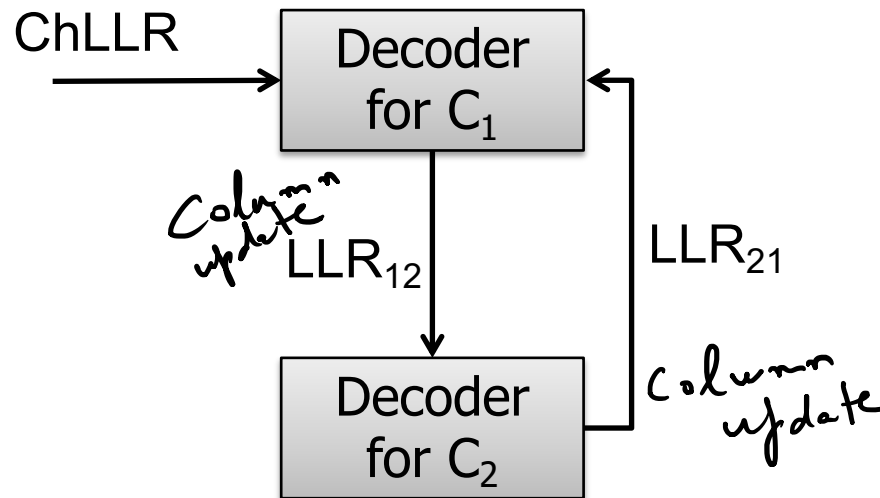 ChLLR
Decoder
for C₁
Column
update
LLR₁₂
LLR₂₁
Decoder
for C₂
Column
update